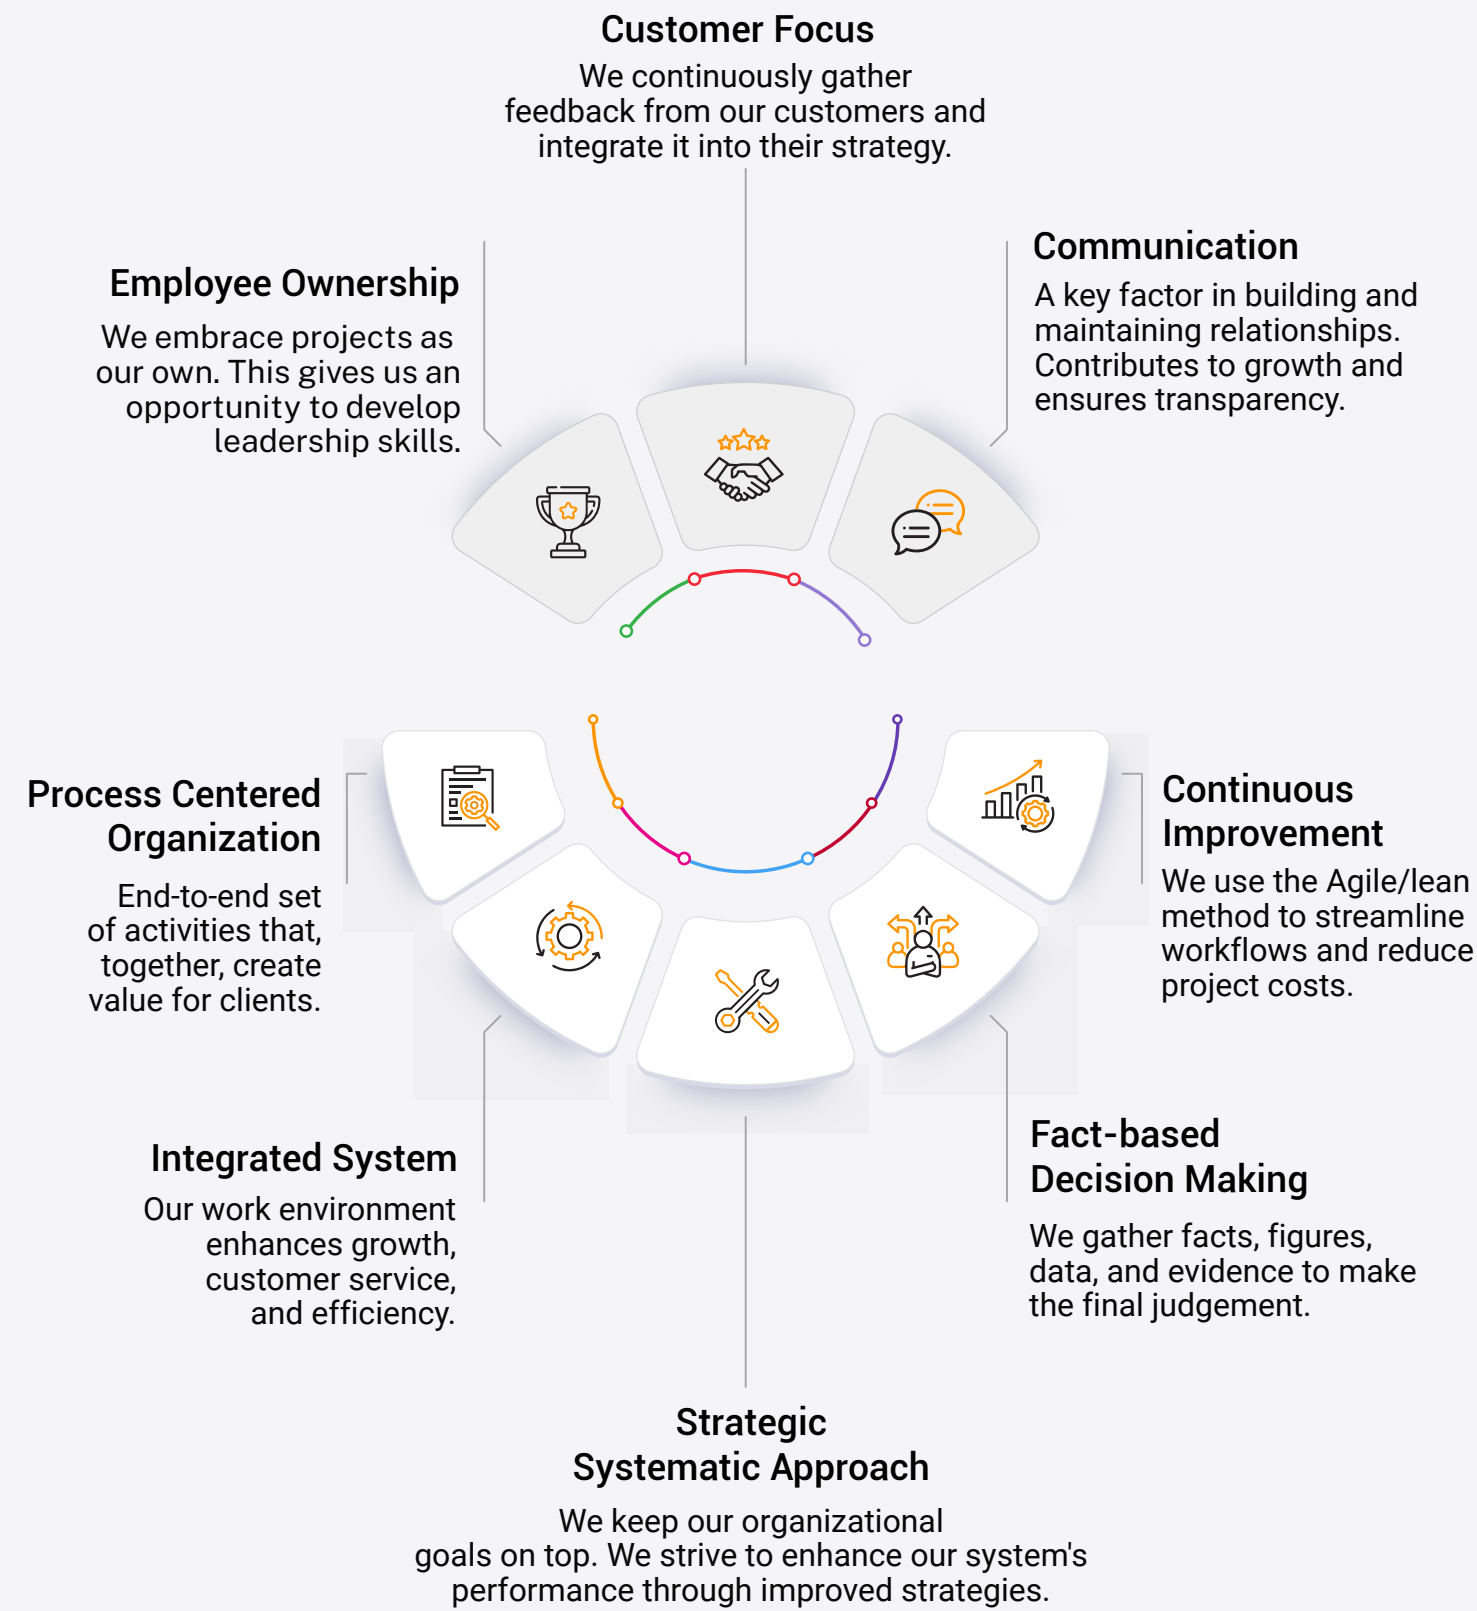 Customer Focus
We continuously gather
feedback from our customers and
integrate it into their strategy.
Employee Ownership
We embrace projects as
our own. This gives us an
opportunity to develop
leadership skills.
Communication
A key factor in building and
maintaining relationships.
Contributes to growth and
ensures transparency.
Process Centered
Organization
End-to-end set
of activities that,
together, create
value for clients.
Continuous
Improvement
We use the Agile/lean
method to streamline
workflows and reduce
project costs.
Integrated System
Our work environment
enhances growth,
customer service,
and efficiency.
Fact-based
Decision Making
We gather facts, figures,
data, and evidence to make
the final judgement.
Strategic
Systematic Approach
We keep our organizational
goals on top. We strive to enhance our system's
performance through improved strategies.